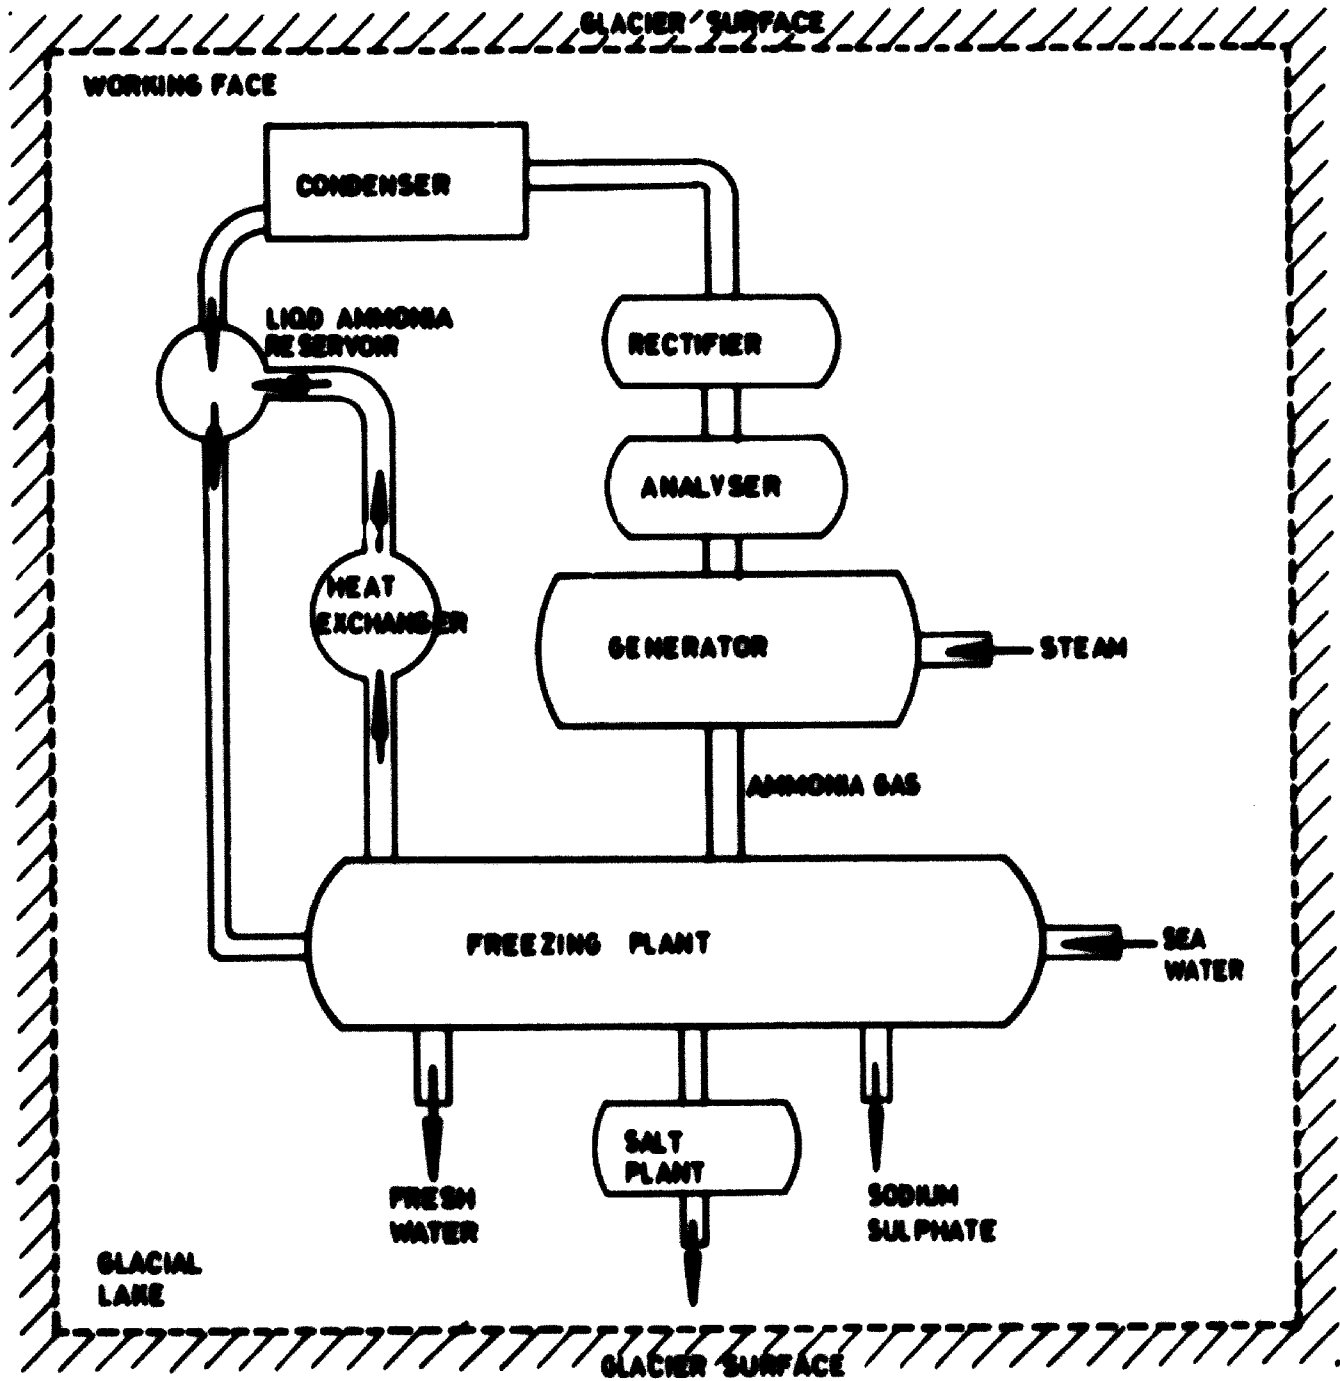 GLACIER SURFACE
WORKING FACE
CONDENSER
LIQD AMMONIA
RESERVOIR
RECTIFIER
ANALYSER
HEAT
EXCHANGER
GENERATOR
STEAM
AMMONIA GAS
FREEZING PLANT
SEA
WATER
SALT
PLANT
FRESH
WATER
SODIUM
SULPHATE
GLACIAL
LAKE
GLACIER SURFACE